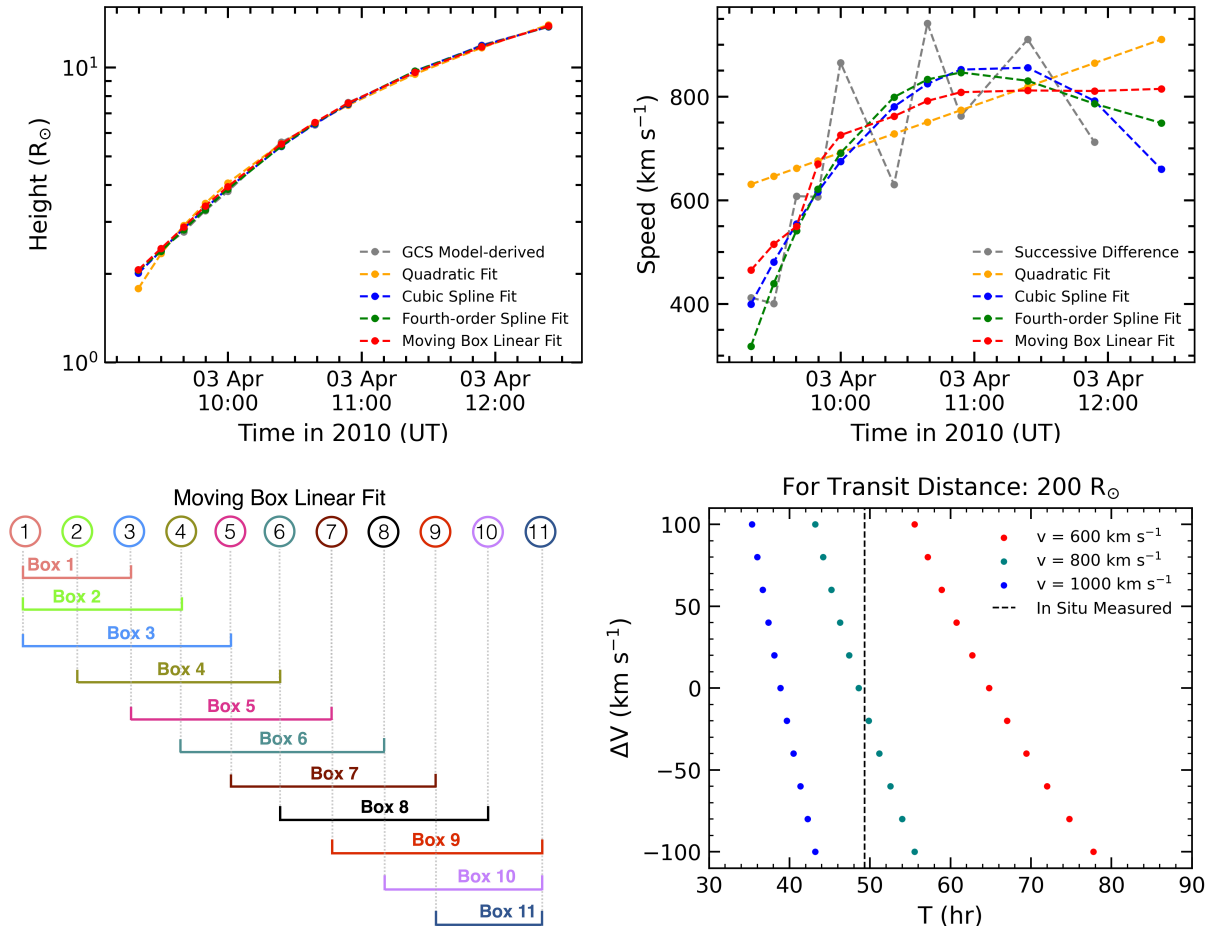 10¹
10⁰
Height (R☉)
GCS Model-derived
Quadratic Fit
Cubic Spline Fit
Fourth-order Spline Fit
Moving Box Linear Fit
03 Apr
10:00
03 Apr
11:00
03 Apr
12:00
Time in 2010 (UT)
800
600
400
Speed (km s⁻¹)
Successive Difference
Quadratic Fit
Cubic Spline Fit
Fourth-order Spline Fit
Moving Box Linear Fit
03 Apr
10:00
03 Apr
11:00
03 Apr
12:00
Time in 2010 (UT)
Moving Box Linear Fit
1 2 3 4 5 6 7 8 9 10 11
Box 1
Box 2
Box 3
Box 4
Box 5
Box 6
Box 7
Box 8
Box 9
Box 10
Box 11
For Transit Distance: 200 R☉
100
50
0
−50
−100
ΔV (km s⁻¹)
v = 600 km s⁻¹
v = 800 km s⁻¹
v = 1000 km s⁻¹
In Situ Measured
30 40 50 60 70 80 90
T (hr)